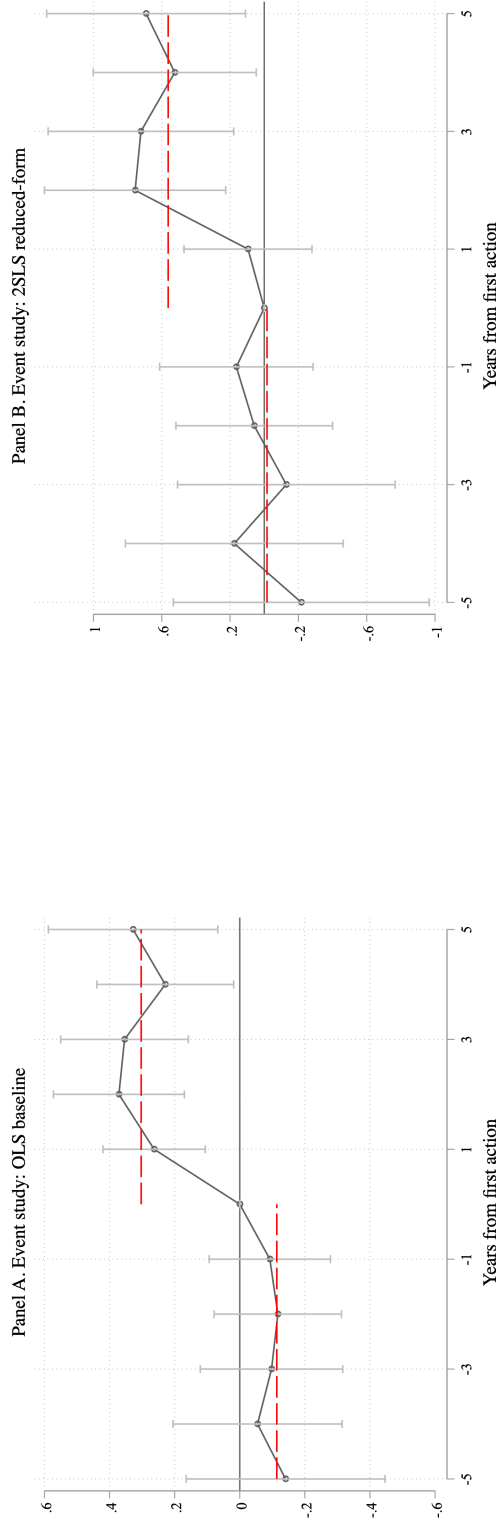 Panel A. Event study: OLS baseline
.6
.4
.2
0
-.2
-.4
-.6
-5 -3 -1 1 3 5
Years from first action
Panel B. Event study: 2SLS reduced-form
1
.6
.2
-.2
-.6
-1
-5 -3 -1 1 3 5
Years from first action